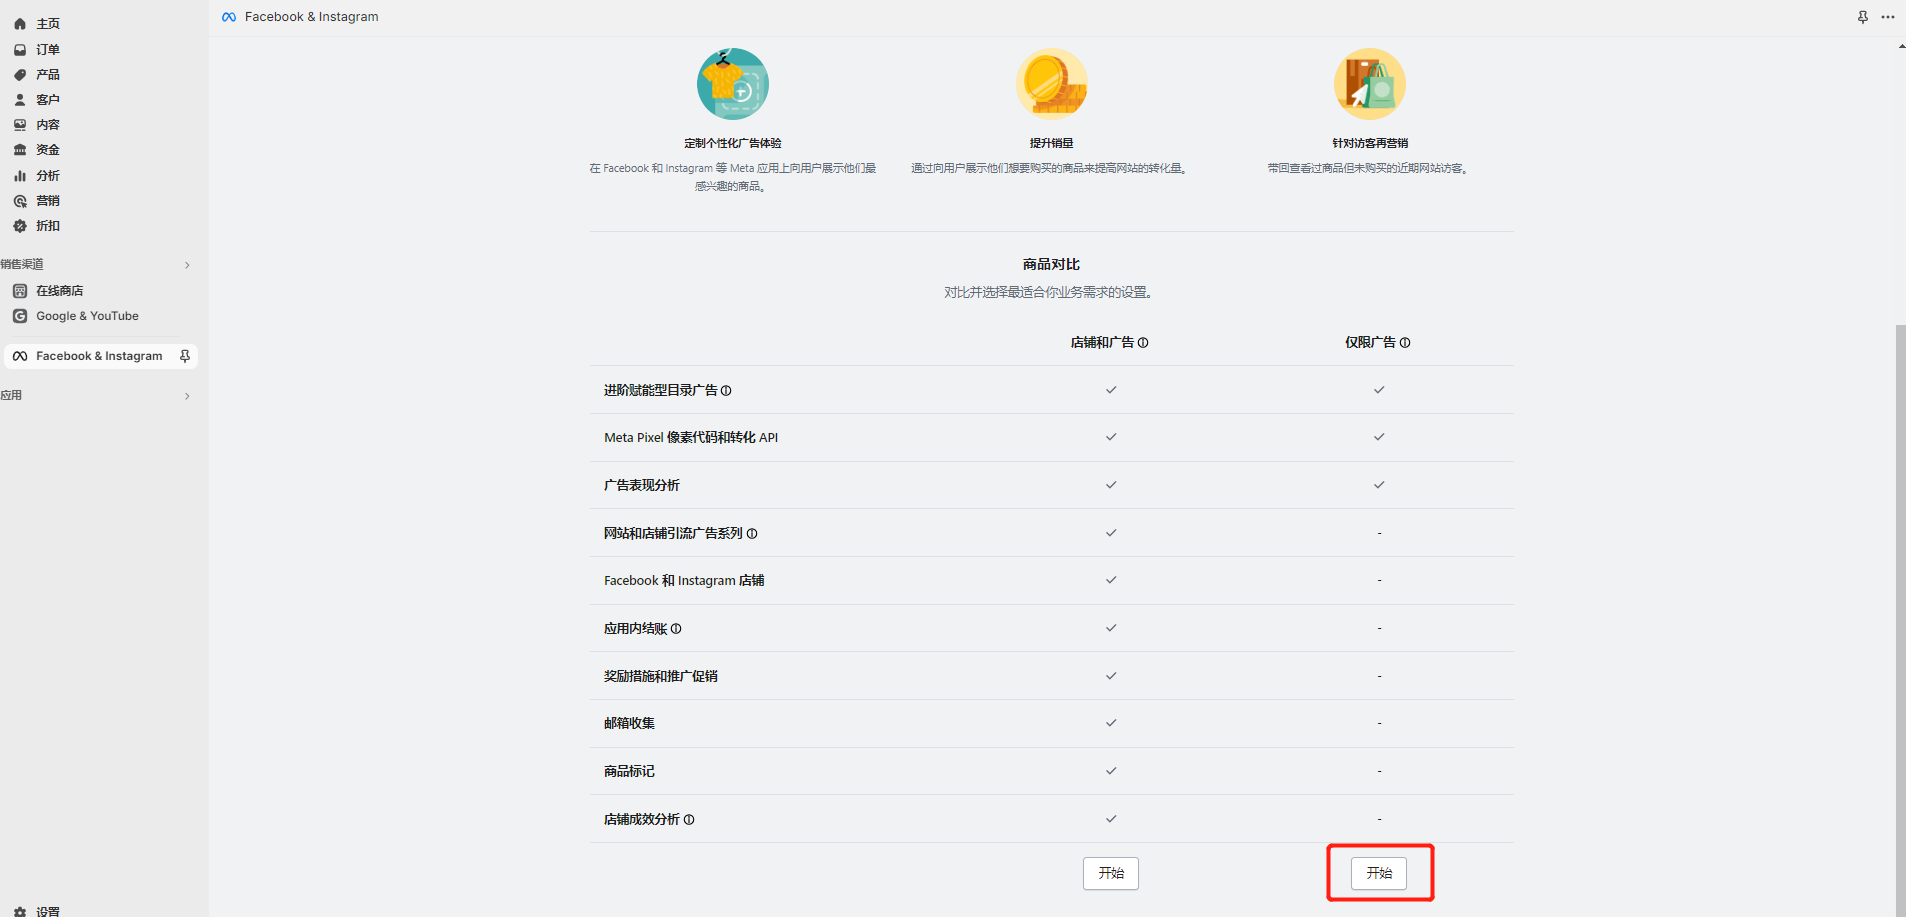 主页
订单
产品
客户
内容
资金
分析
营销
折扣
销售渠道
在线商店
Google & YouTube
Facebook & Instagram
应用
设置
Facebook & Instagram
定制个性化广告体验
在 Facebook 和 Instagram 等 Meta 应用上向用户展示他们最
感兴趣的商品。
提升销量
通过向用户展示他们想要购买的商品来提高网站的转化量。
针对访客再营销
带回查看过商品但未购买的近期网站访客。
商品对比
对比并选择最适合你业务需求的设置。
店铺和广告 仅限广告
进阶赋能型目录广告
Meta Pixel 像素代码和转化 API
广告表现分析
网站和店铺引流广告系列 -
Facebook 和 Instagram 店铺 -
应用内结账 -
奖励措施和推广促销 -
邮箱收集 -
商品标记 -
店铺成效分析 -
开始 开始